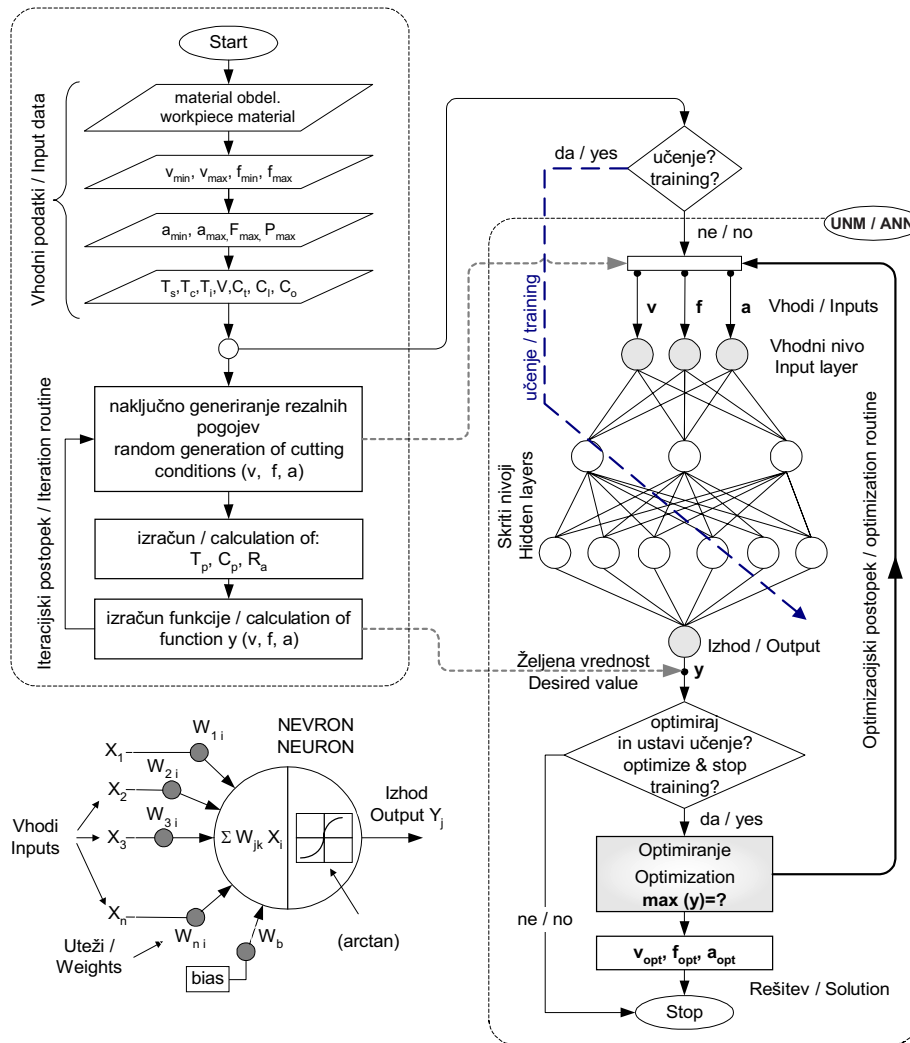 Start
Vhodni podatki / Input data
material obdel.
workpiece material
v_min, v_max, f_min, f_max
a_min, a_max, F_max, P_max
T_s, T_c, T_i, V, C_t, C_l, C_o
Iteracijski postopek / Iteration routine
naključno generiranje rezalnih
pogojev
random generation of cutting
conditions (v, f, a)
izračun / calculation of:
T_p, C_p, R_a
izračun funkcije / calculation of
function y (v, f, a)
da / yes
učenje?
training?
ne / no
UNM / ANN
učenje / training
v
f
a
Vhodi / Inputs
Vhodni nivo
Input layer
Skriti nivoji
Hidden layers
Izhod / Output
Željena vrednost
Desired value
y
Optimizacijski postopek / optimization routine
optimiraj
in ustavi učenje?
optimize & stop
training?
da / yes
ne / no
Optimiranje
Optimization
max (y)=?
v_opt, f_opt, a_opt
Rešitev / Solution
Stop
NEVRON
NEURON
X_1
W_1 i
X_2
W_2 i
X_3
W_3 i
X_n
W_n i
Vhodi
Inputs
Σ W_jk X_i
Izhod
Output Y_j
(arctan)
Uteži /
Weights
W_b
bias